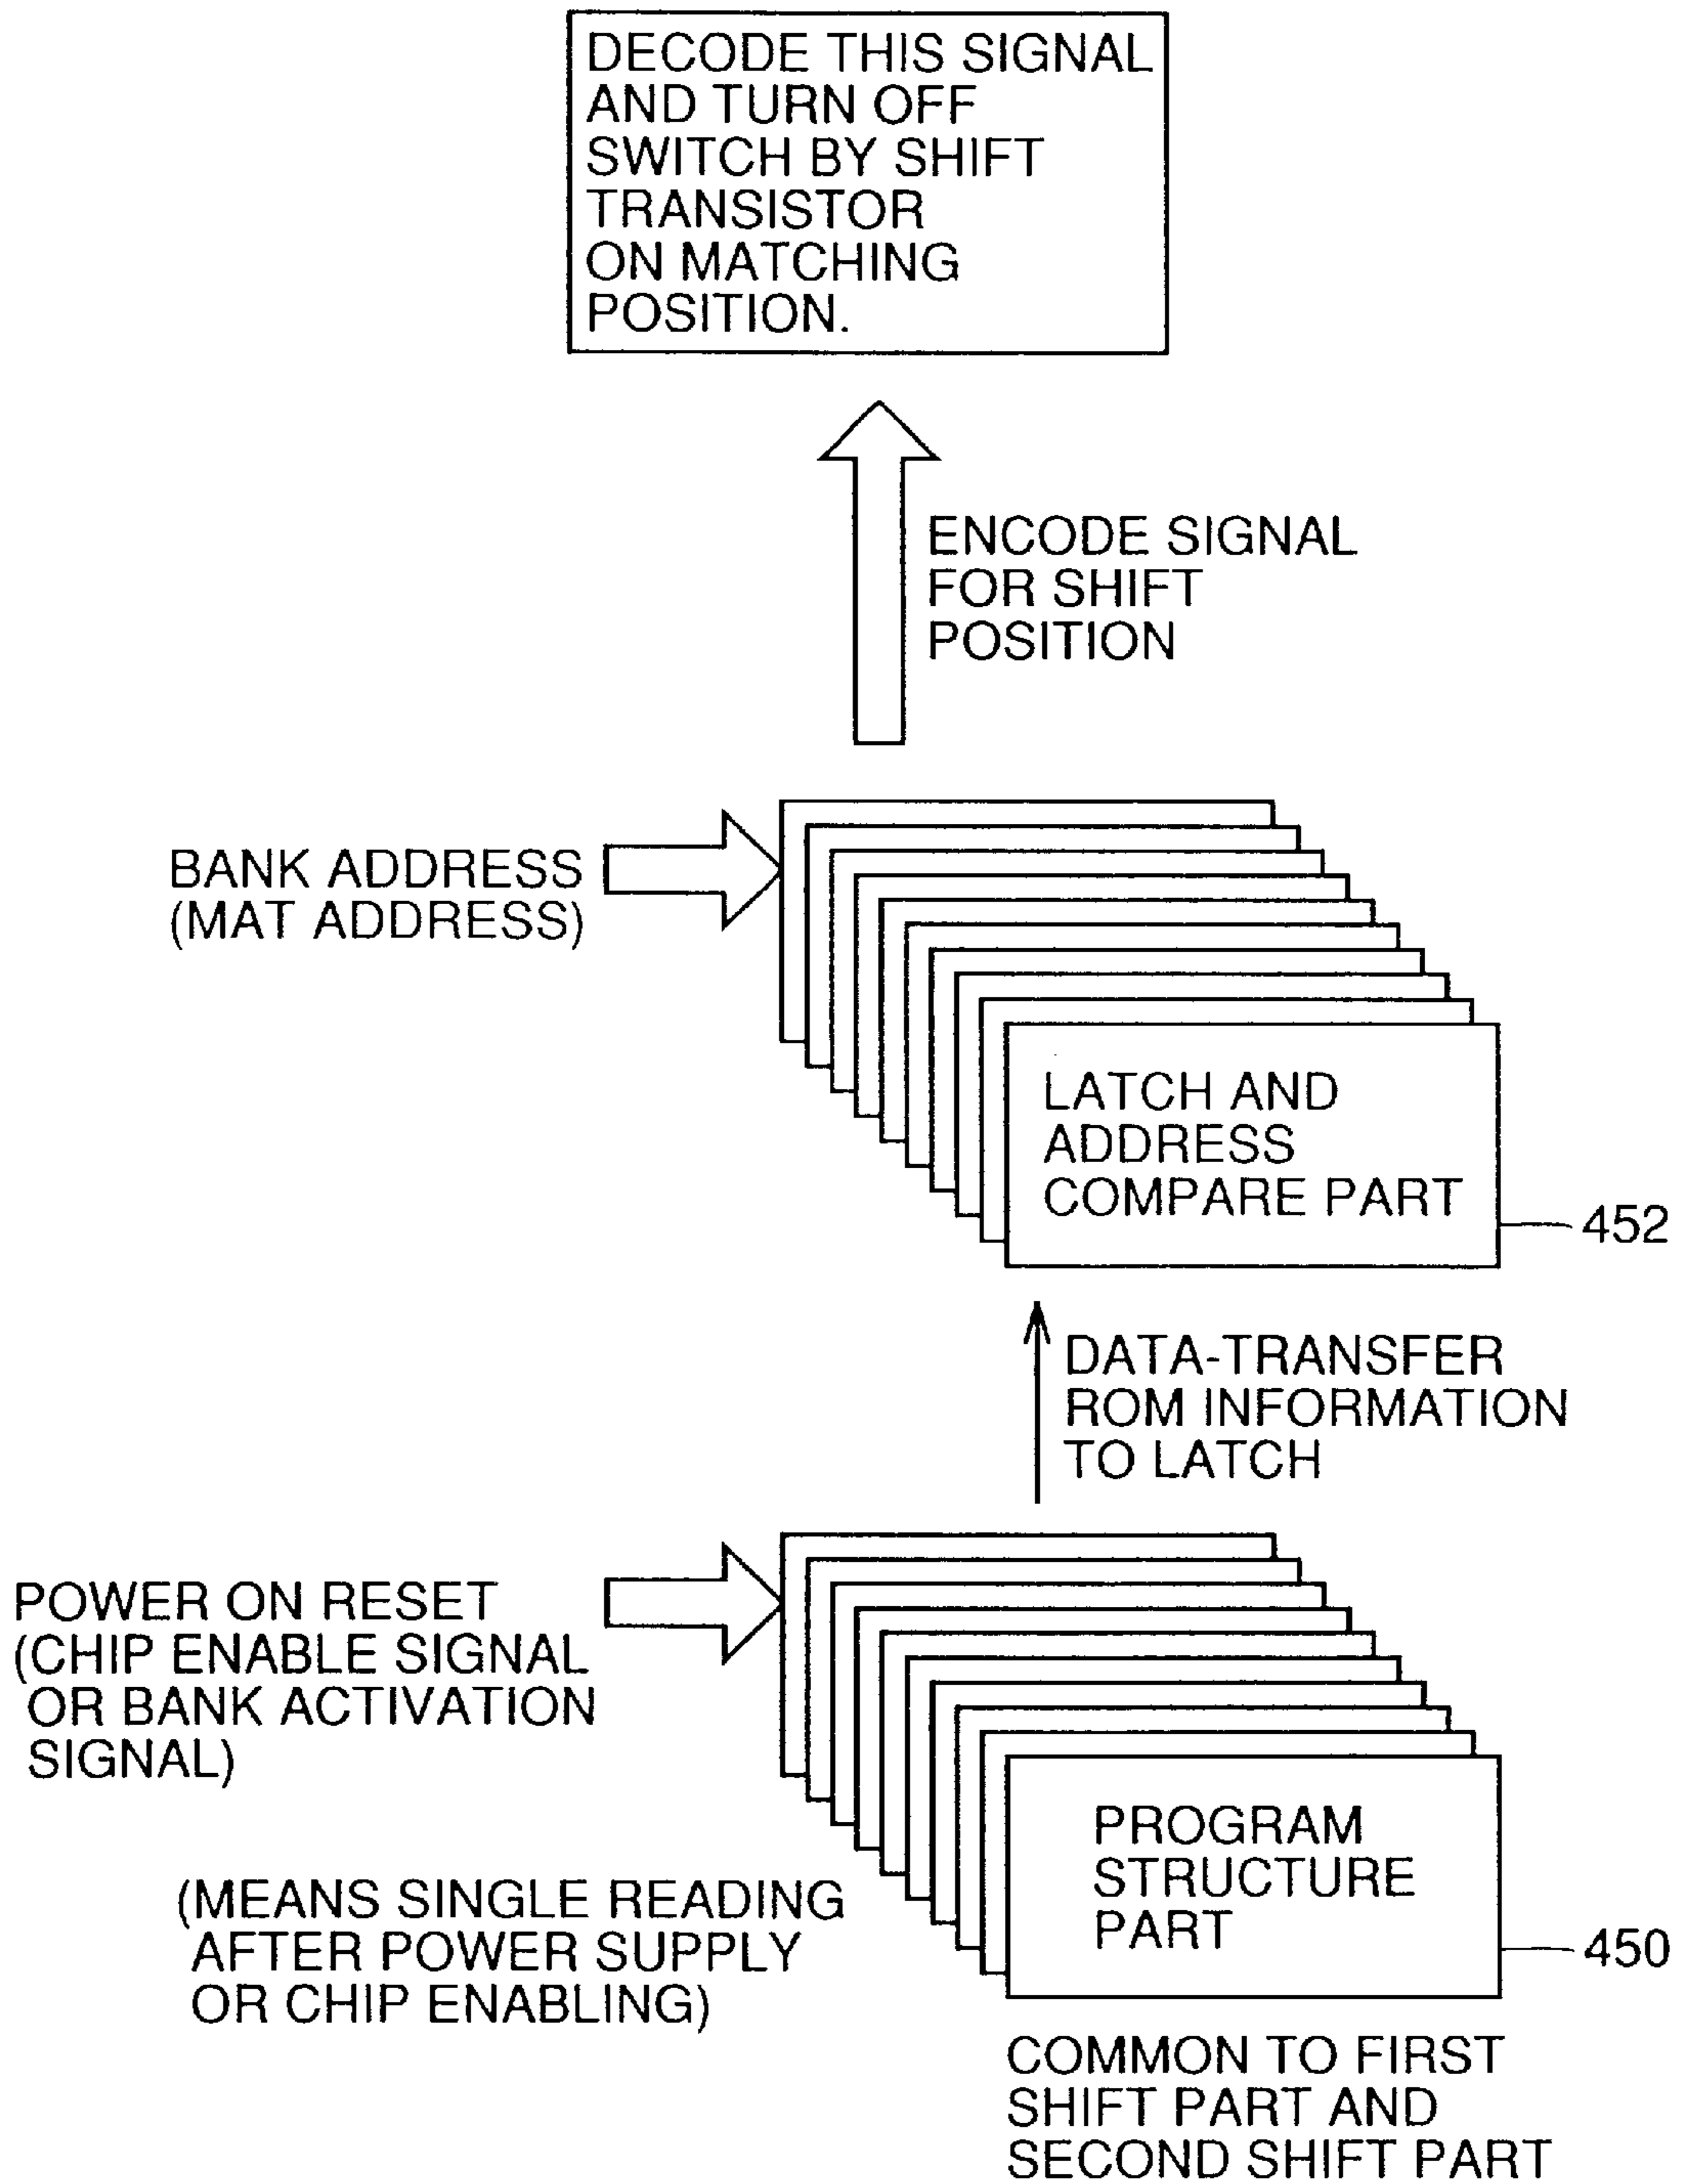 DECODE THIS SIGNAL
AND TURN OFF
SWITCH BY SHIFT
TRANSISTOR
ON MATCHING
POSITION.
ENCODE SIGNAL
FOR SHIFT
POSITION
BANK ADDRESS
(MAT ADDRESS)
LATCH AND
ADDRESS
COMPARE PART
452
DATA-TRANSFER
ROM INFORMATION
TO LATCH
POWER ON RESET
(CHIP ENABLE SIGNAL
OR BANK ACTIVATION
SIGNAL)
PROGRAM
STRUCTURE
PART
450
(MEANS SINGLE READING
AFTER POWER SUPPLY
OR CHIP ENABLING)
COMMON TO FIRST
SHIFT PART AND
SECOND SHIFT PART